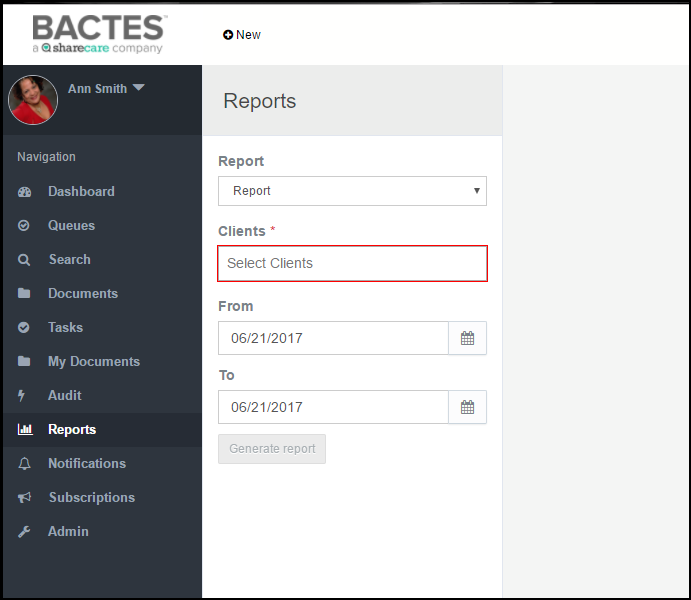 BACTES™
a sharecare company
New
Ann Smith
Navigation
Dashboard
Queues
Search
Documents
Tasks
My Documents
Audit
Reports
Notifications
Subscriptions
Admin
Reports
Report
Report
Clients *
Select Clients
From
06/21/2017
To
06/21/2017
Generate report